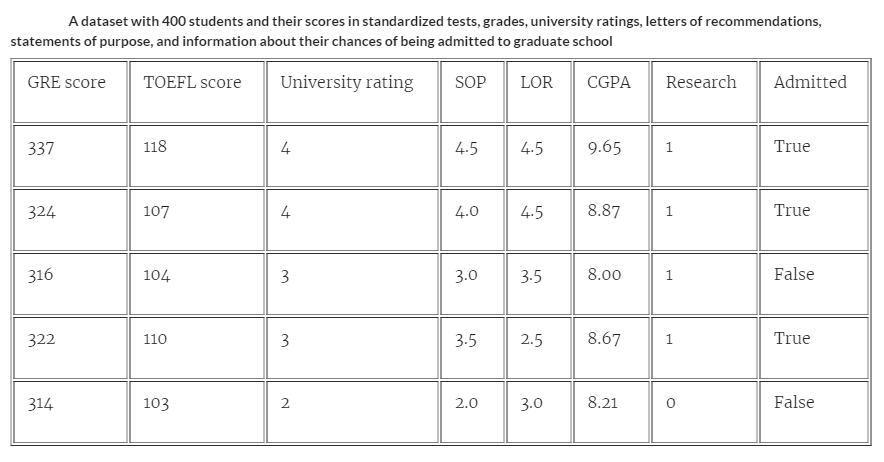 A dataset with 400 students and their scores in standardized tests, grades, university ratings, letters of recommendations,
statements of purpose, and information about their chances of being admitted to graduate school
GRE score TOEFL score University rating SOP LOR CGPA Research Admitted
337 118 4 4.5 4.5 9.65 1 True
324 107 4 4.0 4.5 8.87 1 True
316 104 3 3.0 3.5 8.00 1 False
322 110 3 3.5 2.5 8.67 1 True
314 103 2 2.0 3.0 8.21 0 False